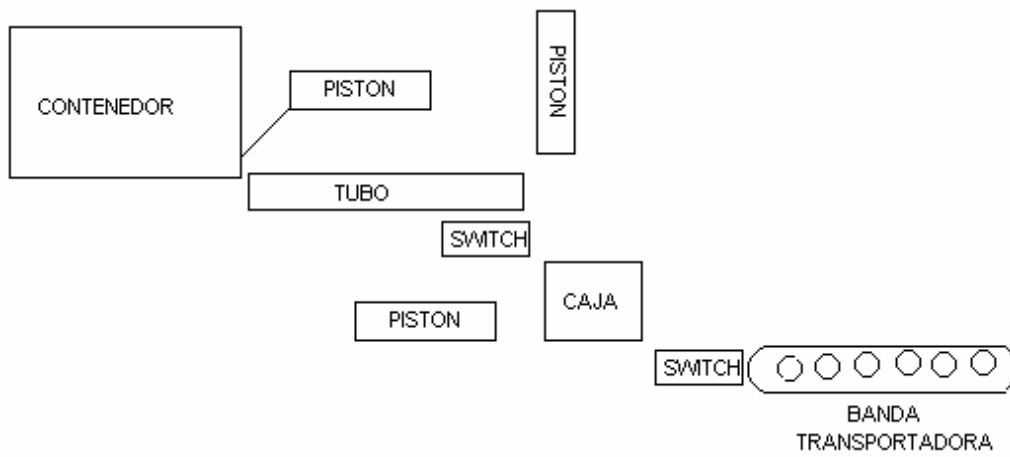 CONTENEDOR
PISTON
PISTON
TUBO
SWITCH
CAJA
PISTON
SWITCH
BANDA
TRANSPORTADORA